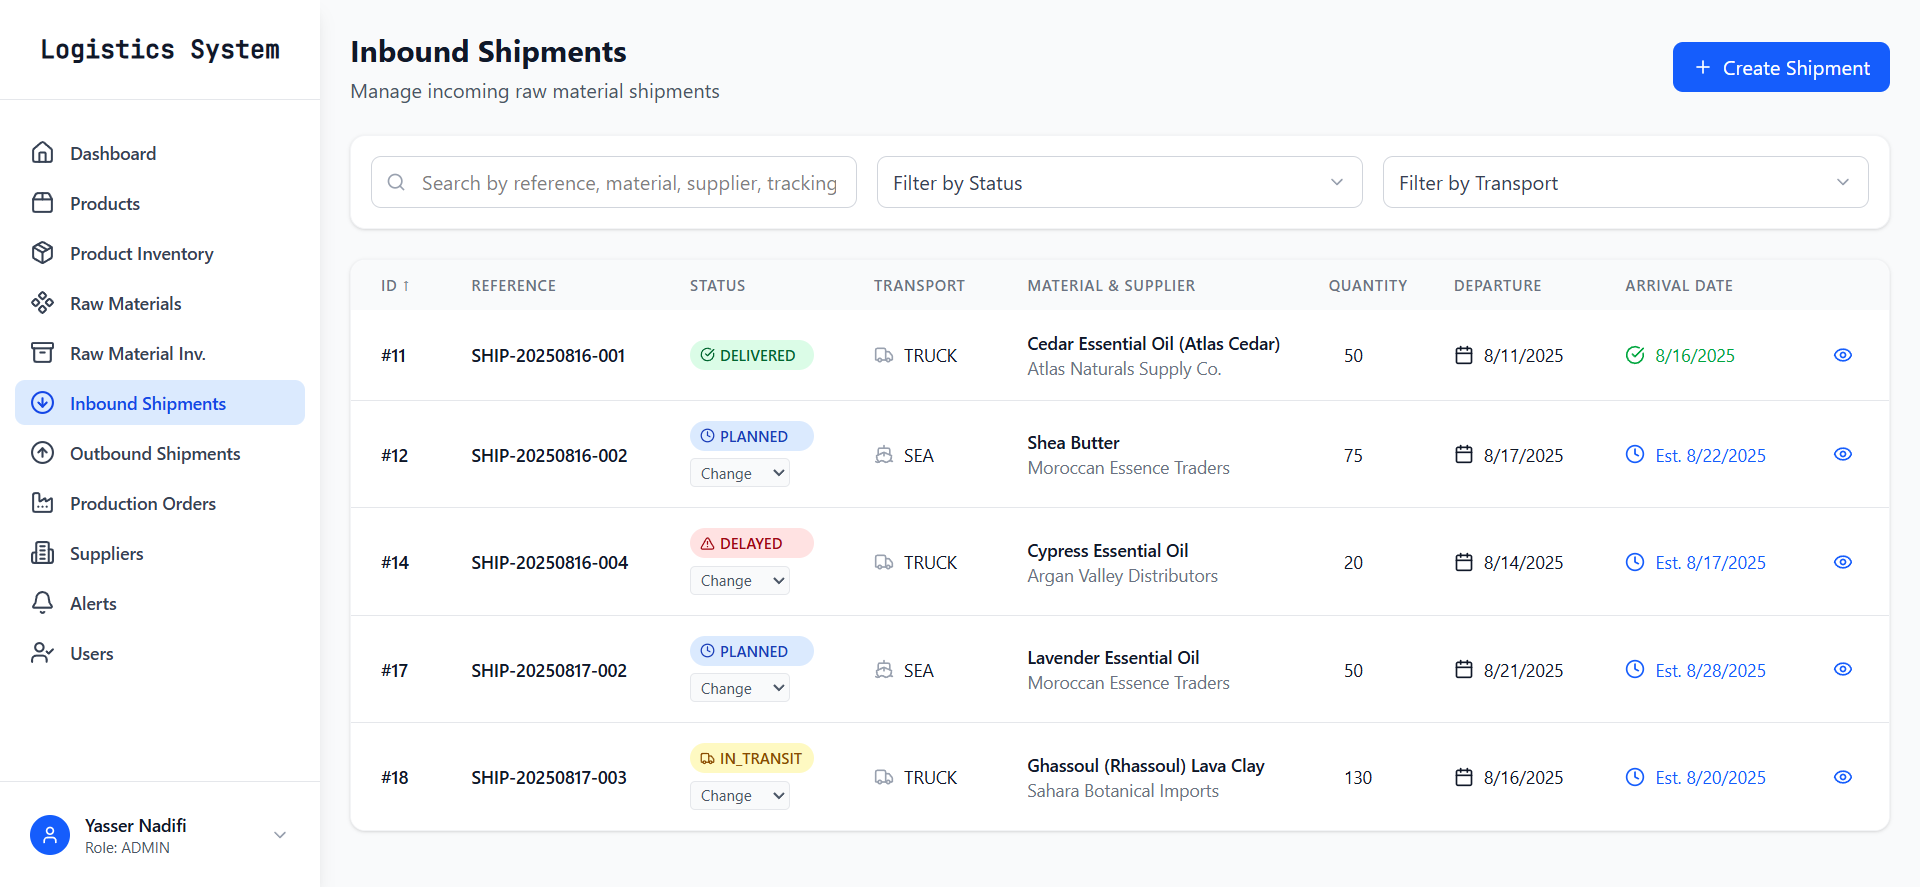 Logistics System
Dashboard
Products
Product Inventory
Raw Materials
Raw Material Inv.
Inbound Shipments
Outbound Shipments
Production Orders
Suppliers
Alerts
Users
Yasser Nadifi
Role: ADMIN
Inbound Shipments
Manage incoming raw material shipments
+ Create Shipment
Search by reference, material, supplier, tracking
Filter by Status
Filter by Transport
ID ↑ REFERENCE STATUS TRANSPORT MATERIAL & SUPPLIER QUANTITY DEPARTURE ARRIVAL DATE
#11 SHIP-20250816-001 DELIVERED TRUCK Cedar Essential Oil (Atlas Cedar) 50 8/11/2025 8/16/2025
Atlas Naturals Supply Co.
#12 SHIP-20250816-002 PLANNED SEA Shea Butter 75 8/17/2025 Est. 8/22/2025
Change Moroccan Essence Traders
#14 SHIP-20250816-004 DELAYED TRUCK Cypress Essential Oil 20 8/14/2025 Est. 8/17/2025
Change Argan Valley Distributors
#17 SHIP-20250817-002 PLANNED SEA Lavender Essential Oil 50 8/21/2025 Est. 8/28/2025
Change Moroccan Essence Traders
#18 SHIP-20250817-003 IN_TRANSIT TRUCK Ghassoul (Rhassoul) Lava Clay 130 8/16/2025 Est. 8/20/2025
Change Sahara Botanical Imports